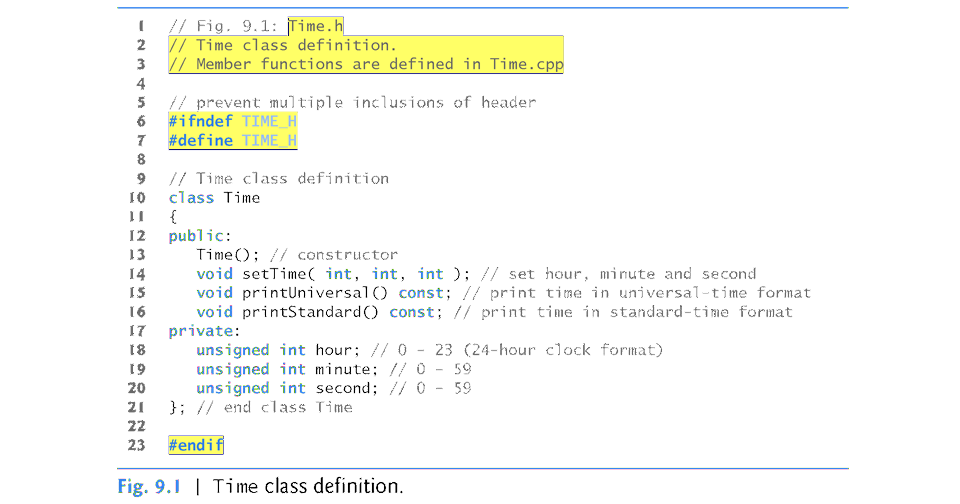 1 // Fig. 9.1: Time.h
2 // Time class definition.
3 // Member functions are defined in Time.cpp
4
5 // prevent multiple inclusions of header
6 #ifndef TIME_H
7 #define TIME_H
8
9 // Time class definition
10 class Time
11 {
12 public:
13    Time(); // constructor
14    void setTime( int, int, int ); // set hour, minute and second
15    void printUniversal() const; // print time in universal-time format
16    void printStandard() const; // print time in standard-time format
17 private:
18    unsigned int hour; // 0 - 23 (24-hour clock format)
19    unsigned int minute; // 0 - 59
20    unsigned int second; // 0 - 59
21 }; // end class Time
22
23 #endif
Fig. 9.1 | Time class definition.